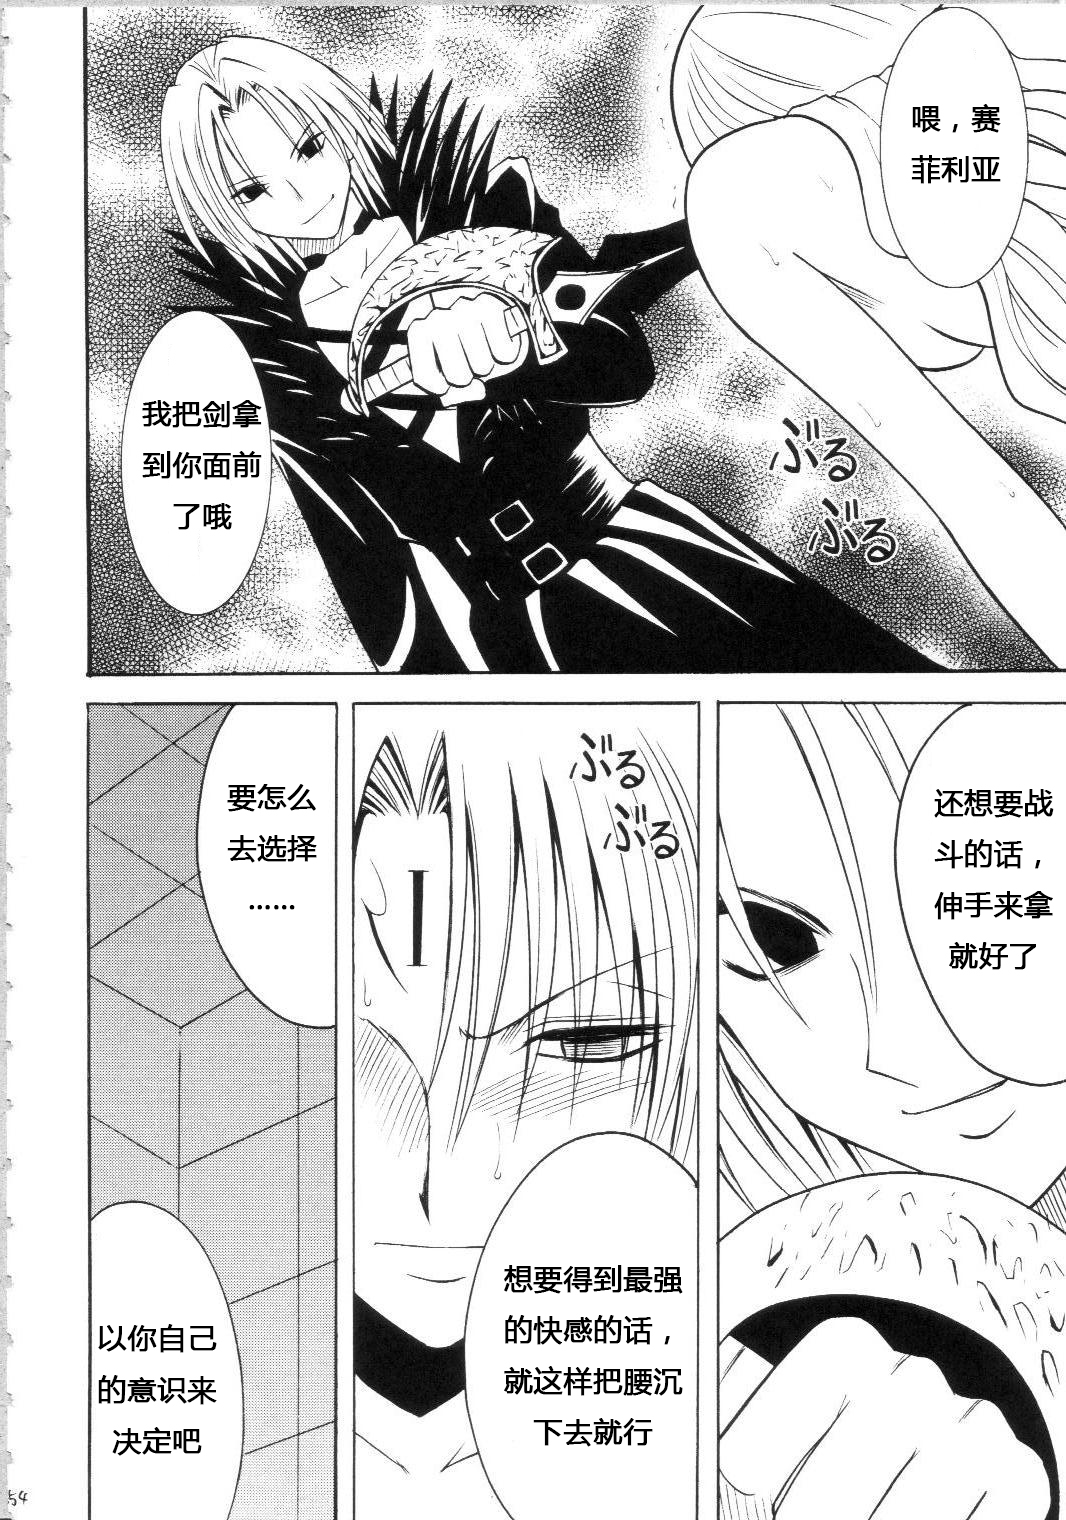 喂，赛
菲利亚
我把剑拿
到你面前
了哦
ぶる
ぶる
还想要战
斗的话，
伸手来拿
就好了
ぶる
ぶる
I
想要得到最强
的快感的话，
就这样把腰沉
下去就行
要怎么
去选择
……
以你自己
的意识来
决定吧
54